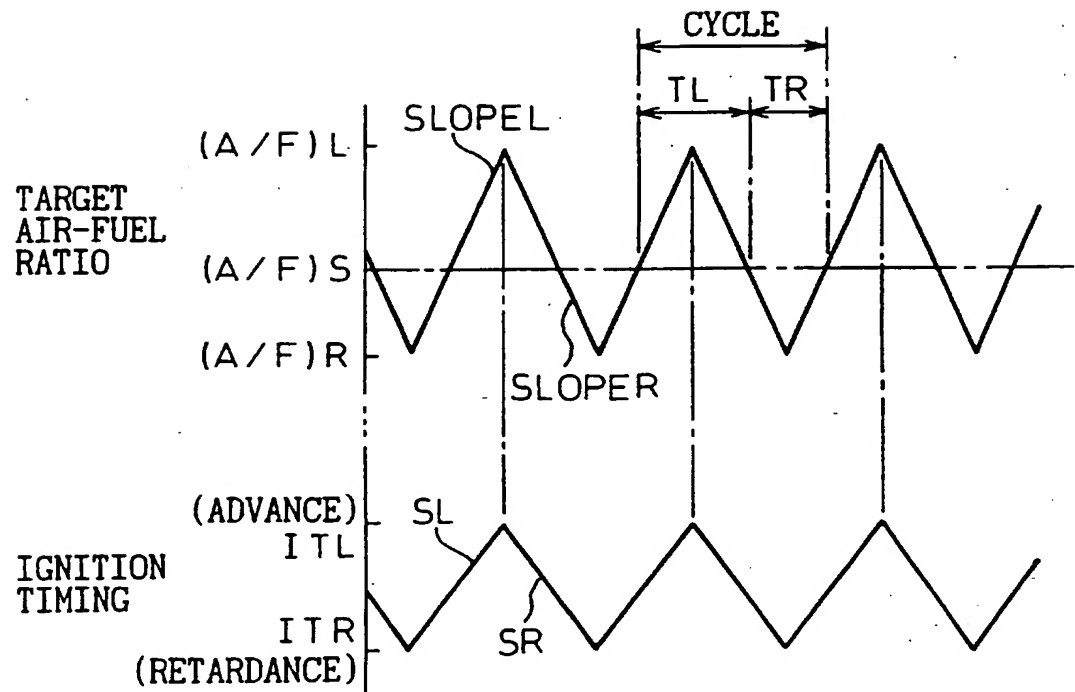 CYCLE
TL
TR
SLOPEL
(A/F)L
TARGET
AIR-FUEL
RATIO
(A/F)S
(A/F)R
SLOPER
(ADVANCE)
SL
ITL
IGNITION
TIMING
ITR
SR
(RETARDANCE)